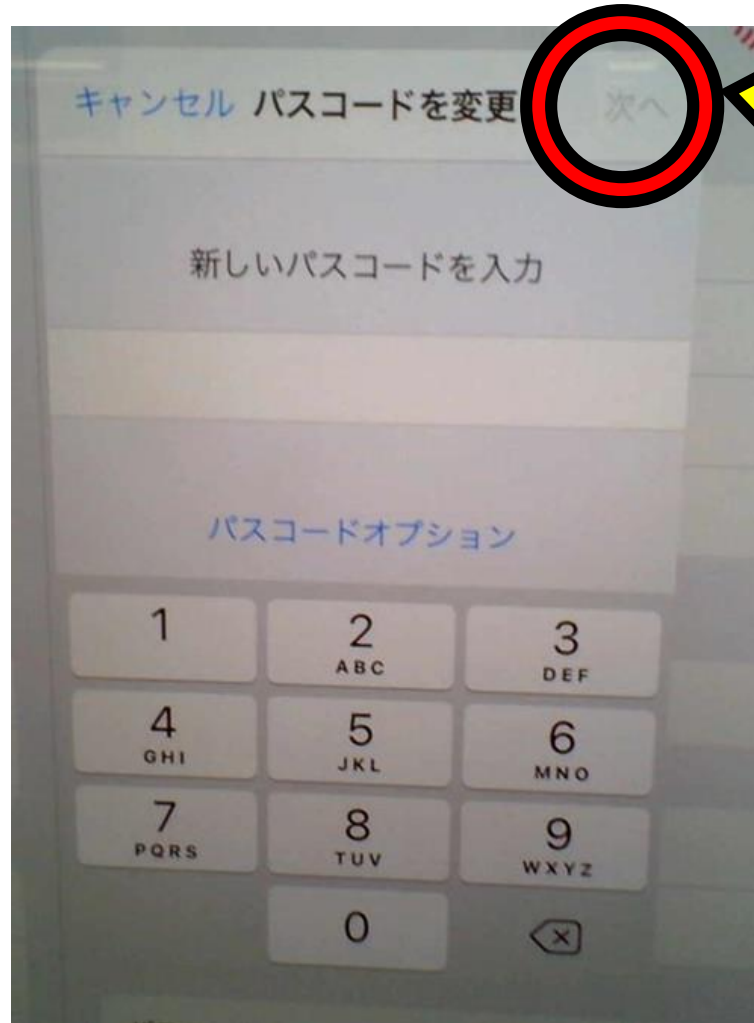 キャンセル パスコードを変更 次へ
新しいパスコードを入力
パスコードオプション
1 2 3
ABC DEF
4 5 6
GHI JKL MNO
7 8 9
PQRS TUV WXYZ
0